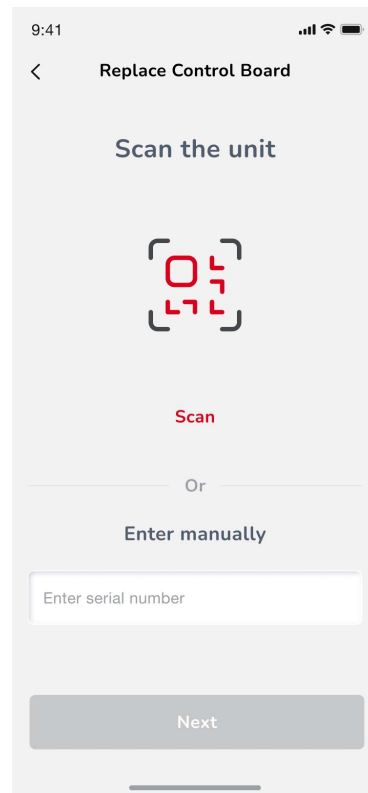 9:41
Replace Control Board
Scan the unit
Scan
Or
Enter manually
Enter serial number
Next